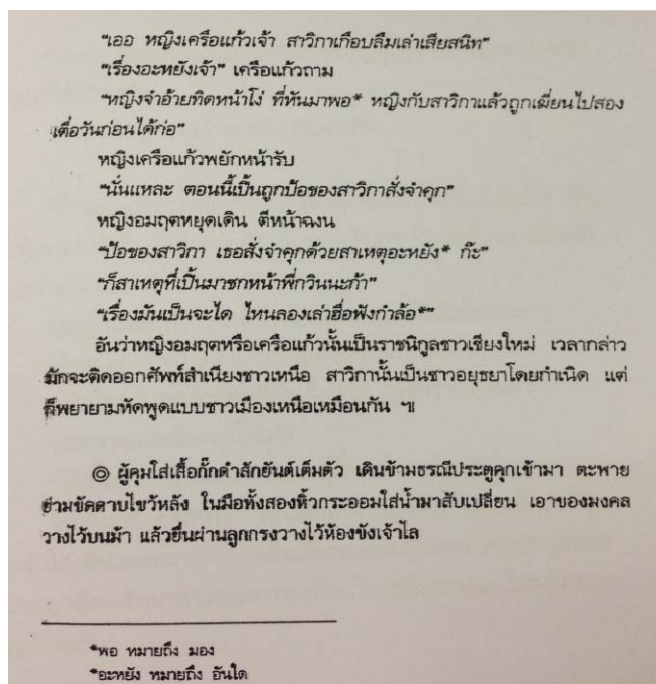 "เออ หญิงเครือแก้วเจ้า สาวิกาเกือบลืมเล่าเสียสนิท"
"เรื่องอะหยังเจ้า" เครือแก้วถาม
"หญิงจำอ้ายทิดหน้าโง่ ที่หันมาพอ* หญิงกับสาวิกาแล้วถูกเฆี่ยนไปสอง
เตื่อวันก่อนได้ก่อ"
หญิงเครือแก้วพยักหน้ารับ
"นั่นแหละ ตอนนี้เปิ้นถูกป้อของสาวิกาสั่งจำคุก"
หญิงอมฤตหยุดเดิน ตีหน้าฉงน
"ป้อของสาวิกา เธอสั่งจำคุกด้วยสาเหตุอะหยัง* ก๊ะ"
"ก็สาเหตุที่เปิ้นมาชกหน้าพี่กวินนะก้า"
"เรื่องมันเป็นจะได ไหนลองเล่าฮื่อฟังกำล้อ*"
อันว่าหญิงอมฤตหรือเครือแก้วนั้นเป็นราชนิกูลชาวเชียงใหม่ เวลากล่าว
มักจะติดออกศัพท์สำเนียงชาวเหนือ สาวิกานั้นเป็นชาวอยุธยาโดยกำเนิด แต่
ก็พยายามหัดพูดแบบชาวเมืองเหนือเหมือนกัน ฯ
◎ ผู้คุมใส่เสื้อกั๊กดำสักยันต์เต็มตัว เดินข้ามธรณีประตูคุกเข้ามา ตะพาย
ย่ามขัดดาบไขว้หลัง ในมือทั้งสองหิ้วกระออมใส่น้ำมาสับเปลี่ยน เอาของมงคล
วางไว้บนม้า แล้วยื่นผ่านลูกกรงวางไว้ห้องขังเจ้าไล
*พอ หมายถึง มอง
*อะหยัง หมายถึง อันใด